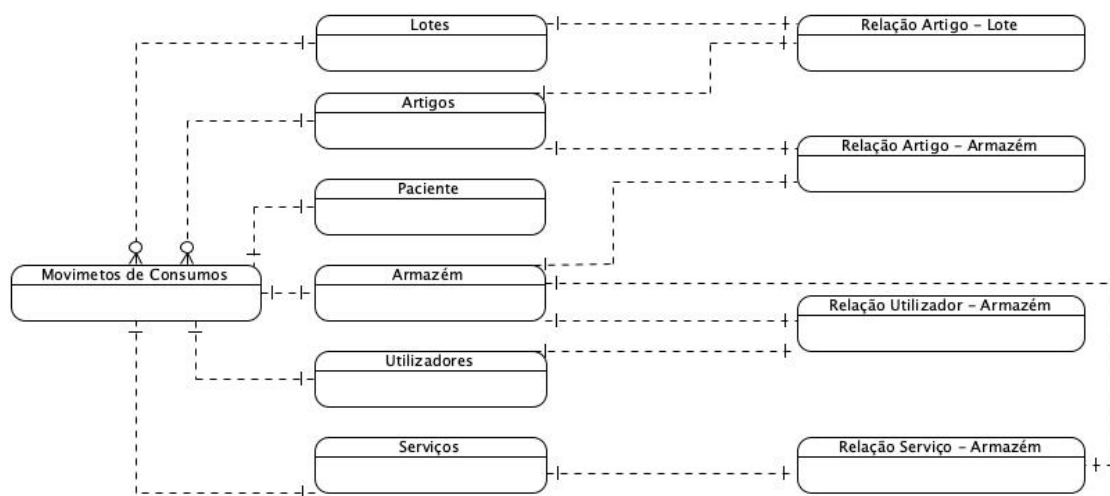 Lotes
Relação Artigo – Lote
Artigos
Relação Artigo – Armazém
Paciente
Movimetos de Consumos
Armazém
Relação Utilizador – Armazém
Utilizadores
Serviços
Relação Serviço – Armazém